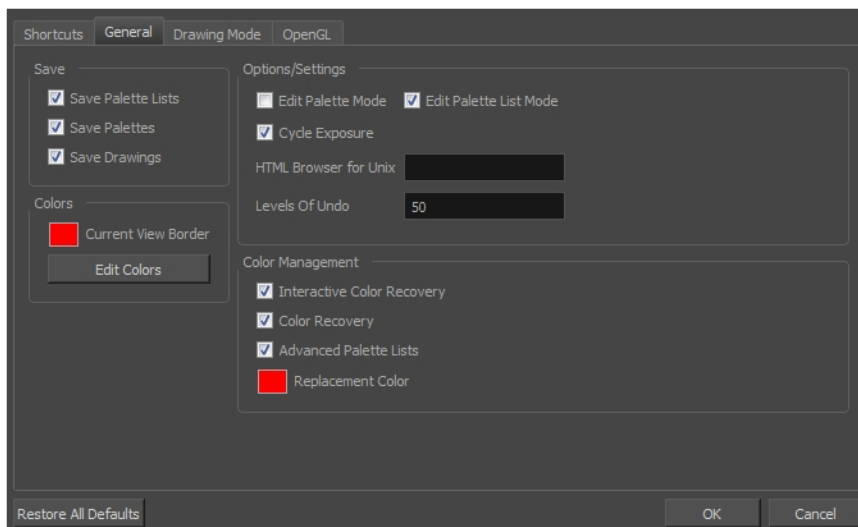 Shortcuts General Drawing Mode OpenGL
Save
Save Palette Lists
Save Palettes
Save Drawings
Colors
Current View Border
Edit Colors
Options/Settings
Edit Palette Mode Edit Palette List Mode
Cycle Exposure
HTML Browser for Unix
Levels Of Undo 50
Color Management
Interactive Color Recovery
Color Recovery
Advanced Palette Lists
Replacement Color
Restore All Defaults OK Cancel